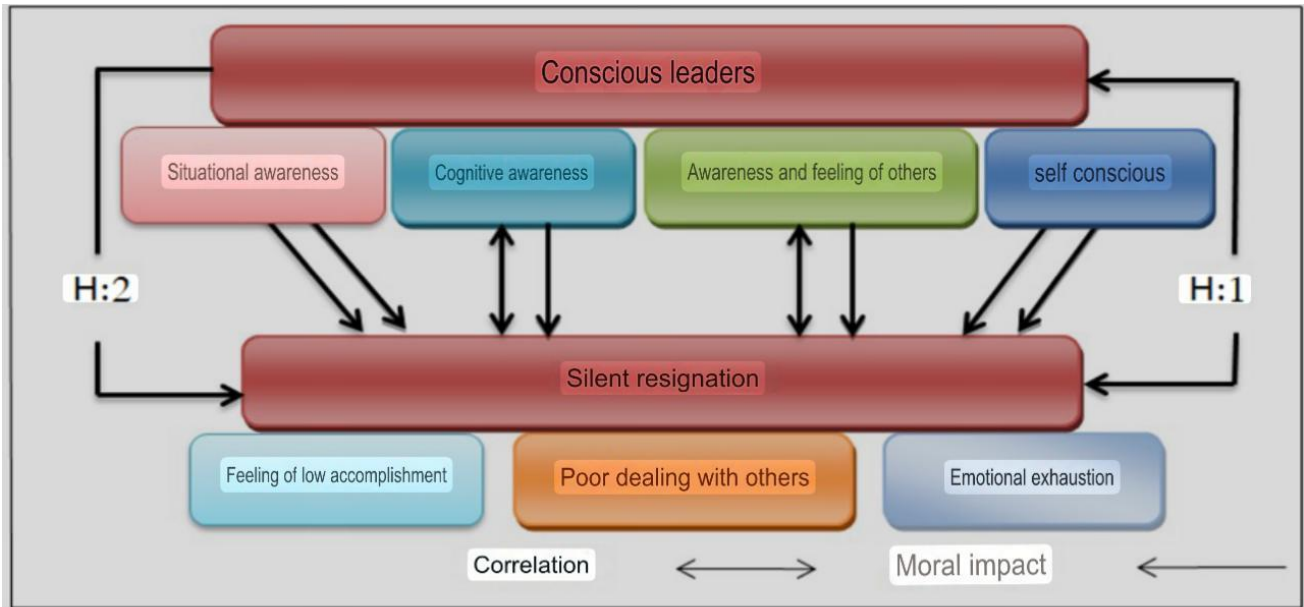 Conscious leaders
Situational awareness
Cognitive awareness
Awareness and feeling of others
self conscious
H:2
H:1
Silent resignation
Feeling of low accomplishment
Poor dealing with others
Emotional exhaustion
Correlation
Moral impact